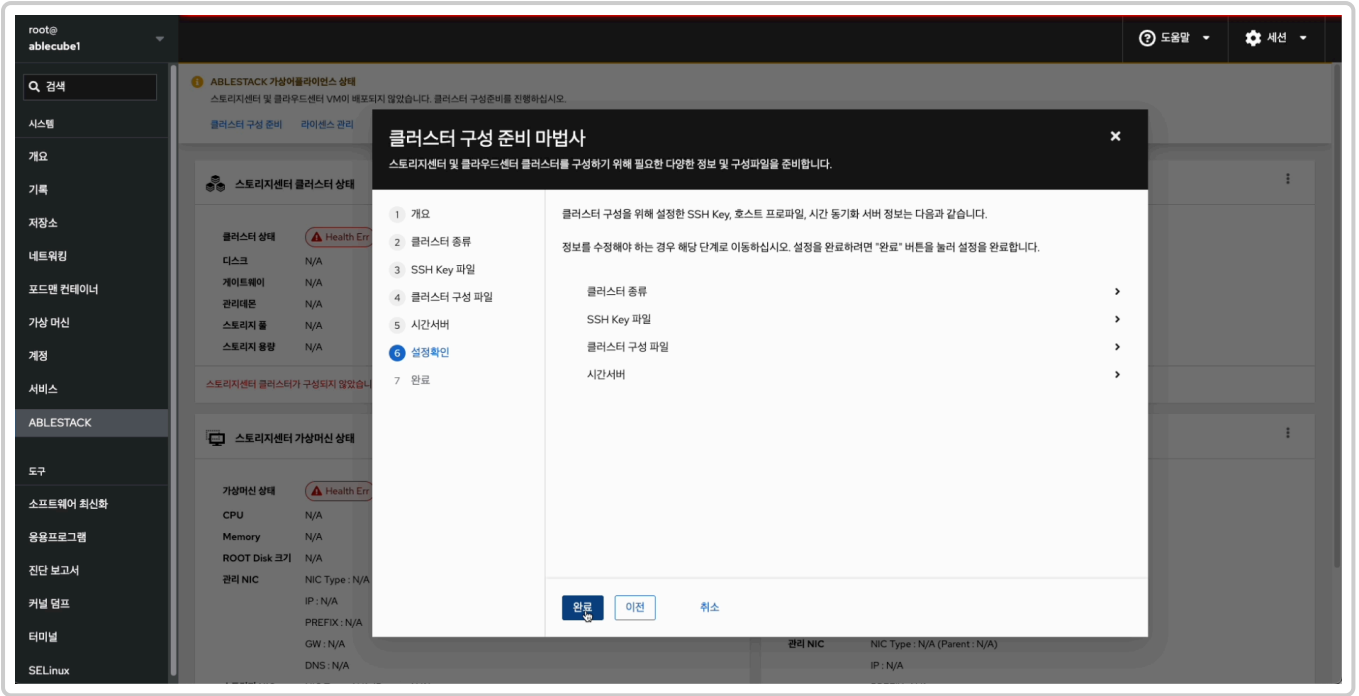 root@
ablecube1
도움말
세션
검색
시스템
개요
기록
저장소
네트워킹
포드맨 컨테이너
가상 머신
계정
서비스
ABLESTACK
도구
소프트웨어 최신화
응용프로그램
진단 보고서
커널 덤프
터미널
SELinux
ABLESTACK 가상어플라이언스 상태
스토리지센터 및 클라우드센터 VM이 배포되지 않았습니다. 클러스터 구성준비를 진행하십시오.
클러스터 구성 준비 라이센스 관리
스토리지센터 클러스터 상태
클러스터 상태 Health Err
디스크 N/A
게이트웨이 N/A
관리데몬 N/A
스토리지 풀 N/A
스토리지 용량 N/A
스토리지센터 클러스터가 구성되지 않았습니
스토리지센터 가상머신 상태
가상머신 상태 Health Err
CPU N/A
Memory N/A
ROOT Disk 크기 N/A
관리 NIC NIC Type : N/A
IP : N/A
PREFIX : N/A
GW : N/A
DNS : N/A
관리 NIC NIC Type : N/A (Parent : N/A)
IP : N/A
클러스터 구성 준비 마법사
스토리지센터 및 클라우드센터 클러스터를 구성하기 위해 필요한 다양한 정보 및 구성파일을 준비합니다.
1 개요
2 클러스터 종류
3 SSH Key 파일
4 클러스터 구성 파일
5 시간서버
6 설정확인
7 완료
클러스터 구성을 위해 설정한 SSH Key, 호스트 프로파일, 시간 동기화 서버 정보는 다음과 같습니다.
정보를 수정해야 하는 경우 해당 단계로 이동하십시오. 설정을 완료하려면 "완료" 버튼을 눌러 설정을 완료합니다.
클러스터 종류
SSH Key 파일
클러스터 구성 파일
시간서버
완료 이전 취소